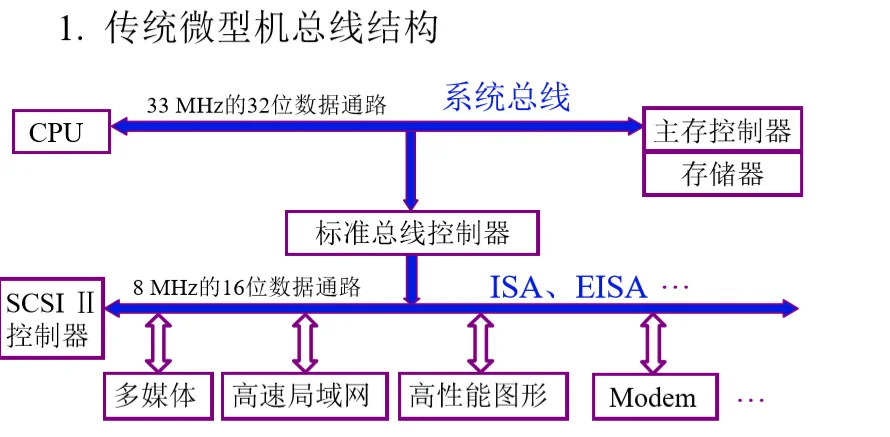 1. 传统微型机总线结构
33 MHz的32位数据通路
系统总线
CPU
主存控制器
存储器
标准总线控制器
8 MHz的16位数据通路
ISA、EISA …
SCSI Ⅱ
控制器
多媒体
高速局域网
高性能图形
Modem
…